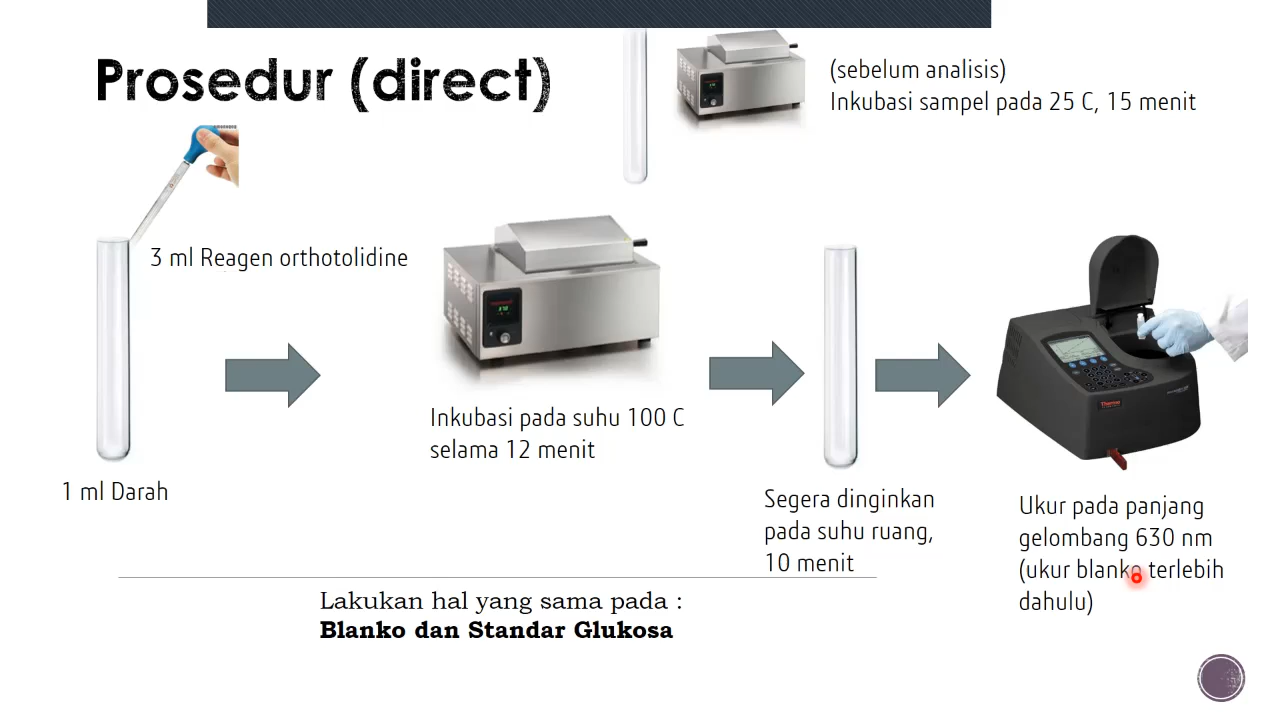 Prosedur (direct)
(sebelum analisis)
Inkubasi sampel pada 25 C, 15 menit
3 ml Reagen orthotolidine
1 ml Darah
Inkubasi pada suhu 100 C
selama 12 menit
Segera dinginkan
pada suhu ruang,
10 menit
Ukur pada panjang
gelombang 630 nm
(ukur blanko terlebih
dahulu)
Lakukan hal yang sama pada :
Blanko dan Standar Glukosa